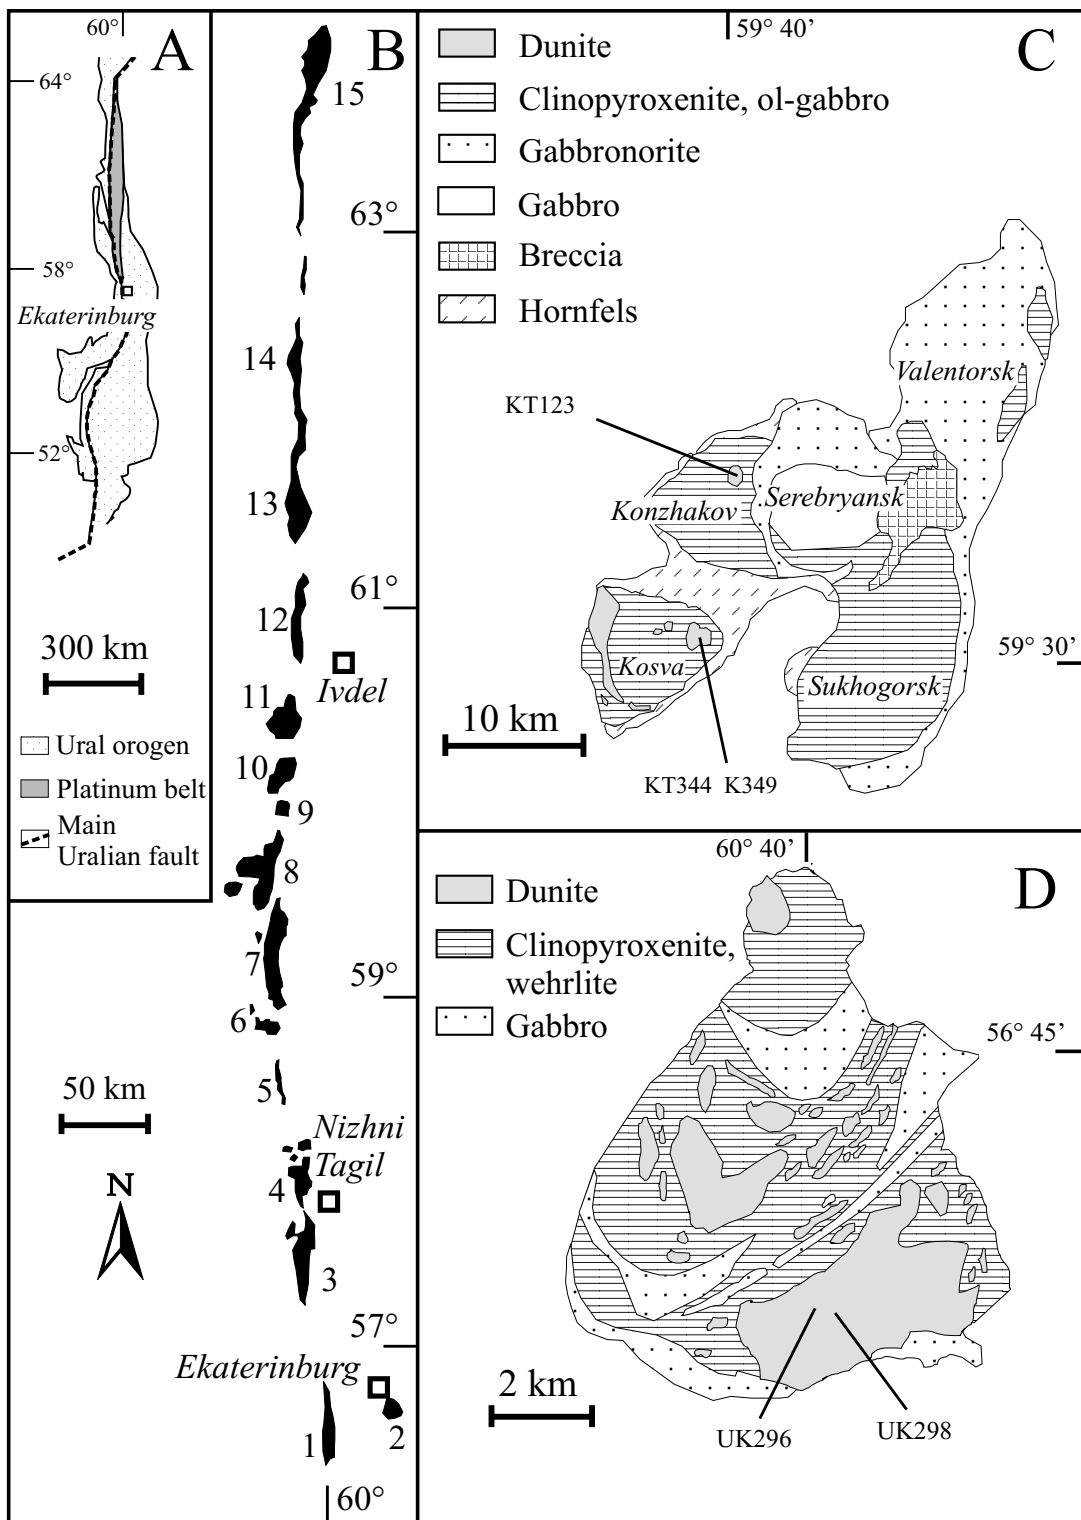 60°
A
64°
58°
Ekaterinburg
52°
300 km
Ural orogen
Platinum belt
Main
Uralian fault
B
15
63°
14
13
61°
12
Ivdel
11
10
9
8
7
59°
6
5
50 km
Nizhni
Tagil
4
N
3
57°
Ekaterinburg
2
1
60°
59° 40’
C
Dunite
Clinopyroxenite, ol-gabbro
Gabbronorite
Gabbro
Breccia
Hornfels
Valentorsk
KT123
Serebryansk
Konzhakov
59° 30’
Kosva
Sukhogorsk
10 km
KT344 K349
60° 40’
D
Dunite
Clinopyroxenite,
wehrlite
Gabbro
56° 45’
2 km
UK296
UK298